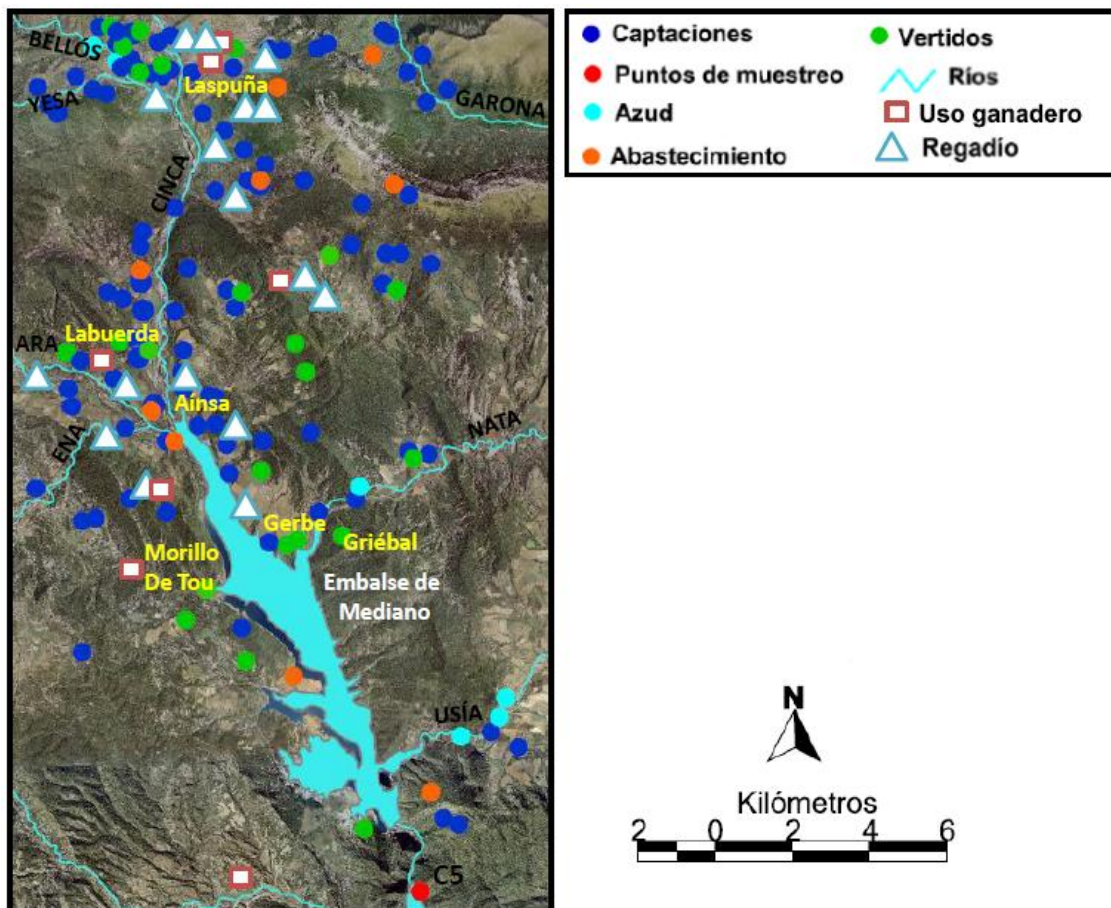 BELLÓS
Laspuña
YESA
GARONA
CINCA
Labuerda
ARA
Aínsa
ENA
NATA
Gerbe
Griébal
Morillo
De Tou
Embalse de
Mediano
USÍA
C5
Captaciones
Puntos de muestreo
Azud
Abastecimiento
Vertidos
Ríos
Uso ganadero
Regadío
N
Kilómetros
2 0 2 4 6